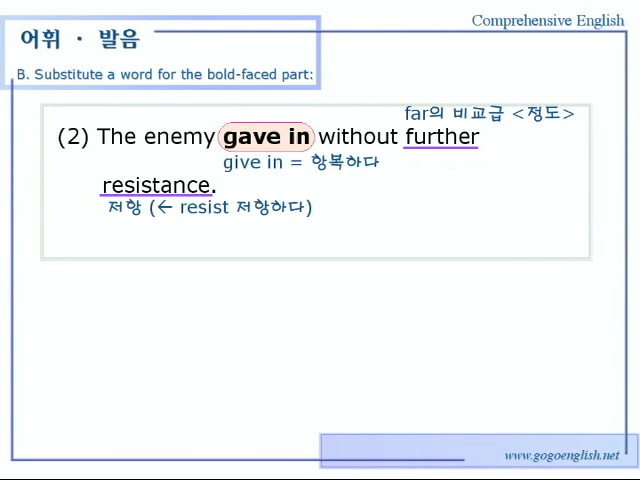 Comprehensive English
어휘 · 발음
B. Substitute a word for the bold-faced part:
far의 비교급 <정도>
(2) The enemy gave in without further
give in = 항복하다
resistance.
저항 (← resist 저항하다)
www.gogoenglish.net